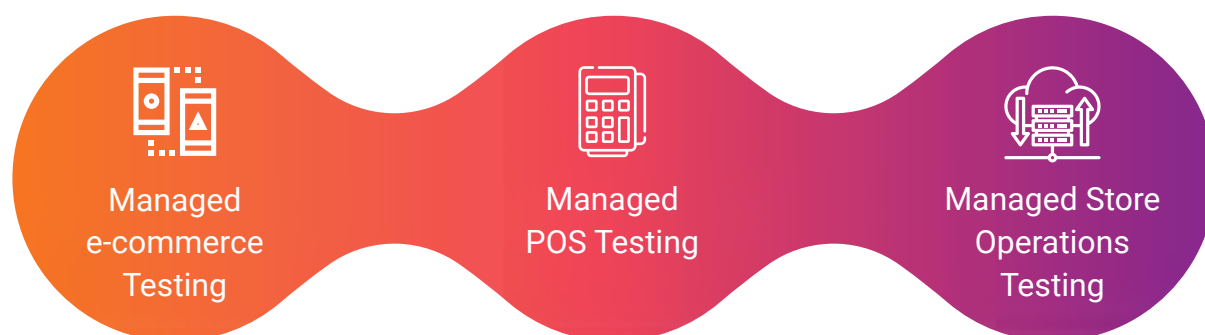 Managed
e-commerce
Testing
Managed
POS Testing
Managed Store
Operations
Testing